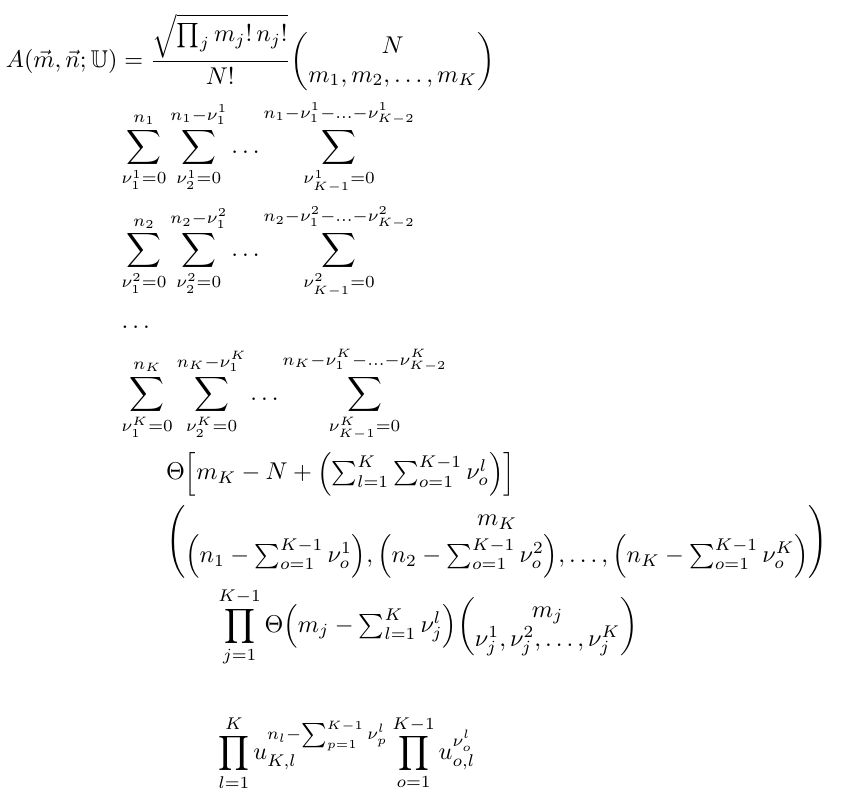 A(\vec{m}, \vec{n}; \mathbb{U}) = \frac{\sqrt{\prod_j m_j! \, n_j!}}{N!} \binom{N}{m_1, m_2, \ldots, m_K}
\sum_{\nu_1^1=0}^{n_1} \sum_{\nu_2^1=0}^{n_1-\nu_1^1} \cdots \sum_{\nu_{K-1}^1=0}^{n_1-\nu_1^1-\ldots-\nu_{K-2}^1}
\sum_{\nu_1^2=0}^{n_2} \sum_{\nu_2^2=0}^{n_2-\nu_1^2} \cdots \sum_{\nu_{K-1}^2=0}^{n_2-\nu_1^2-\ldots-\nu_{K-2}^2}
\cdots
\sum_{\nu_1^K=0}^{n_K} \sum_{\nu_2^K=0}^{n_K-\nu_1^K} \cdots \sum_{\nu_{K-1}^K=0}^{n_K-\nu_1^K-\ldots-\nu_{K-2}^K}
\Theta\Big[m_K - N + \Big(\sum_{l=1}^{K} \sum_{o=1}^{K-1} \nu_o^l\Big)\Big]
\binom{m_K}{\big(n_1 - \sum_{o=1}^{K-1} \nu_o^1\big), \big(n_2 - \sum_{o=1}^{K-1} \nu_o^2\big), \ldots, \big(n_K - \sum_{o=1}^{K-1} \nu_o^K\big)}
\prod_{j=1}^{K-1} \Theta\Big(m_j - \sum_{l=1}^{K} \nu_j^l\Big) \binom{m_j}{\nu_j^1, \nu_j^2, \ldots, \nu_j^K}
\prod_{l=1}^{K} u_{K,l}^{n_l - \sum_{p=1}^{K-1} \nu_p^l} \prod_{o=1}^{K-1} u_{o,l}^{\nu_o^l}